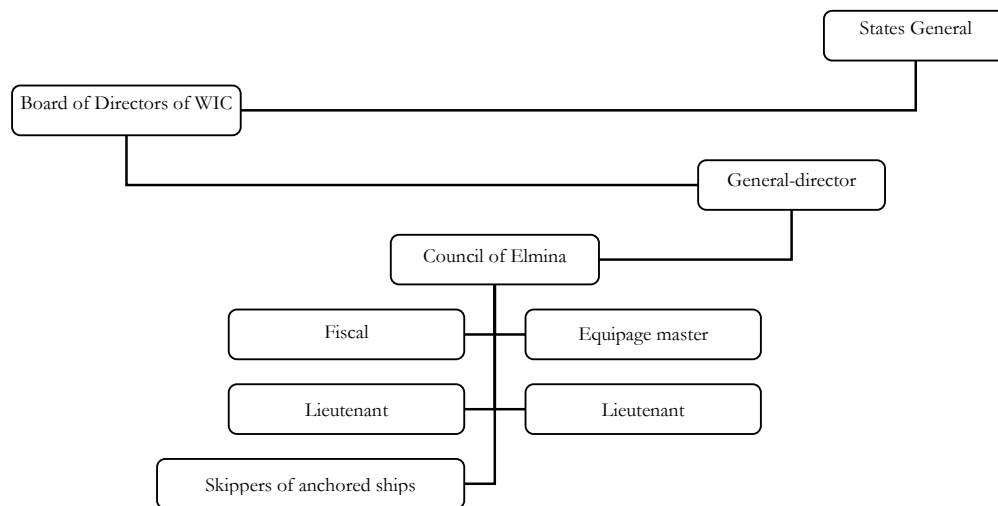 States General
Board of Directors of WIC
General-director
Council of Elmina
Fiscal
Equipage master
Lieutenant
Lieutenant
Skippers of anchored ships